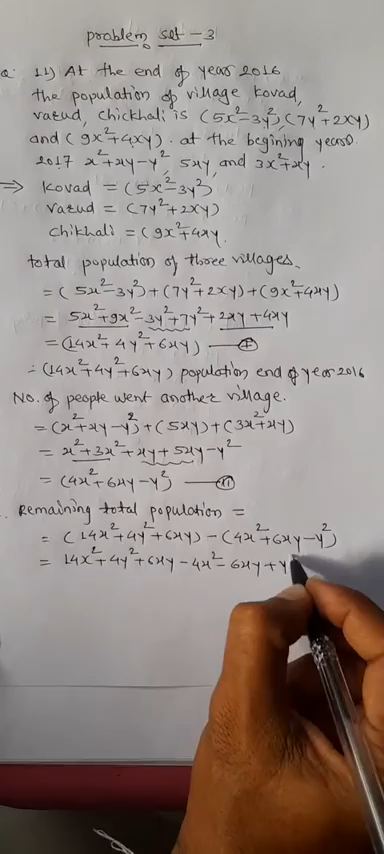 problem set - 3
Q. 11) At the end of year 2016
the population of village kovad,
varud, chickhali is (5x²-3y²), (7y²+2xy)
and (9x²+4xy). at the begining years
2017 x²+xy-y², 5xy, and 3x²+xy.
⇒ kovad = (5x²-3y²)
varud = (7y²+2xy)
chikhali = (9x²+4xy.
total population of three villages.
= (5x²-3y²)+(7y²+2xy)+(9x²+4xy)
= 5x²+9x²-3y²+7y²+2xy+4xy
= (14x²+4y²+6xy) — I
∴ (14x²+4y²+6xy) population end of year 2016
No. of people went another village.
= (x²+xy-y²)+(5xy)+(3x²+xy)
= x²+3x²+xy+5xy-y²
= (4x²+6xy-y²) — II
Remaining total population =
= (14x²+4y²+6xy)-(4x²+6xy-y²)
= 14x²+4y²+6xy-4x²-6xy+y